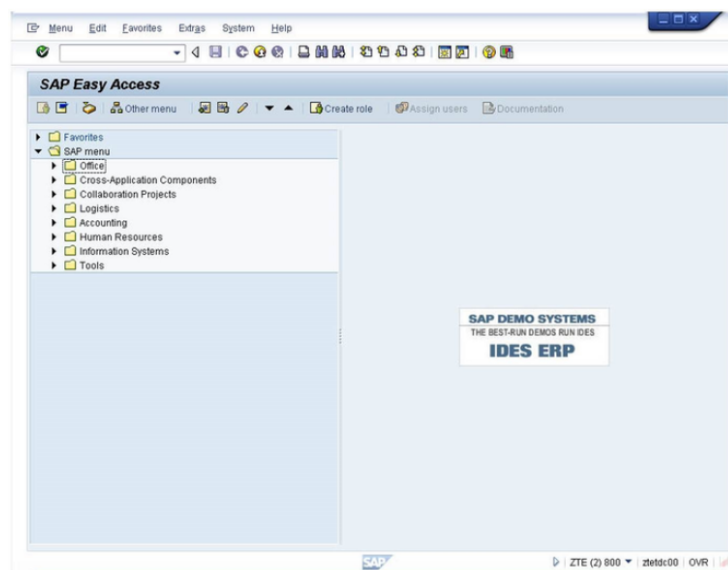 Menu Edit Favorites Extras System Help
SAP Easy Access
Other menu Create role Assign users Documentation
Favorites
SAP menu
Office
Cross-Application Components
Collaboration Projects
Logistics
Accounting
Human Resources
Information Systems
Tools
SAP DEMO SYSTEMS
THE BEST-RUN DEMOS RUN IDES
IDES ERP
SAP
ZTE (2) 800 ztetdc00 OVR